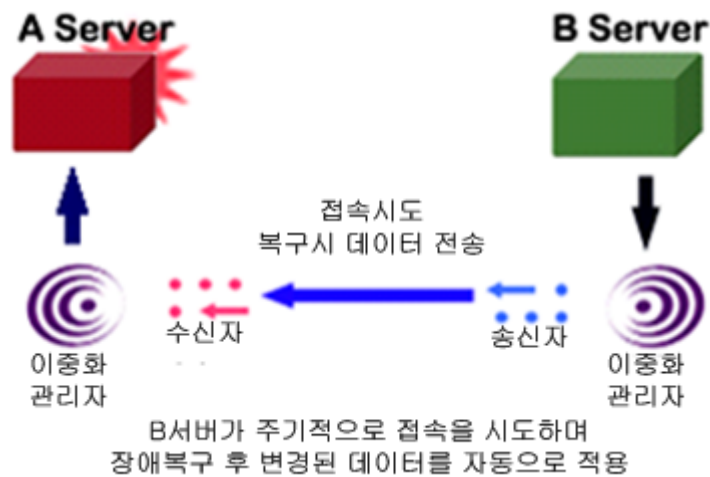 A Server
B Server
접속시도
복구시 데이터 전송
수신자
송신자
이중화
관리자
이중화
관리자
B서버가 주기적으로 접속을 시도하며
장애복구 후 변경된 데이터를 자동으로 적용